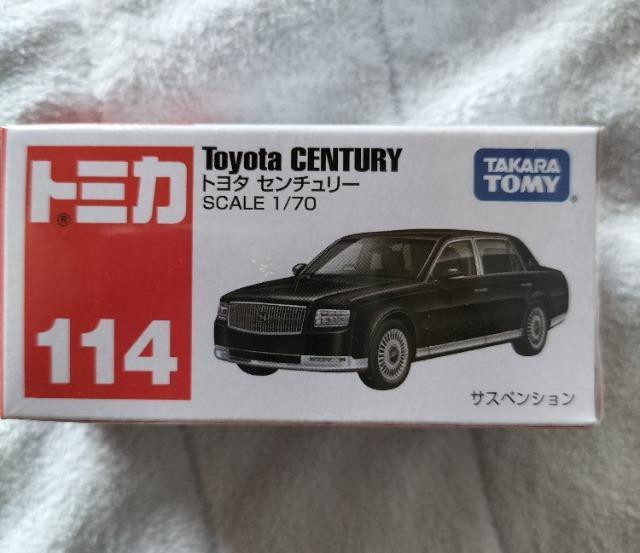 トミカ
®
114
Toyota CENTURY
トヨタ センチュリー
SCALE 1/70
TAKARA
TOMY®
サスペンション